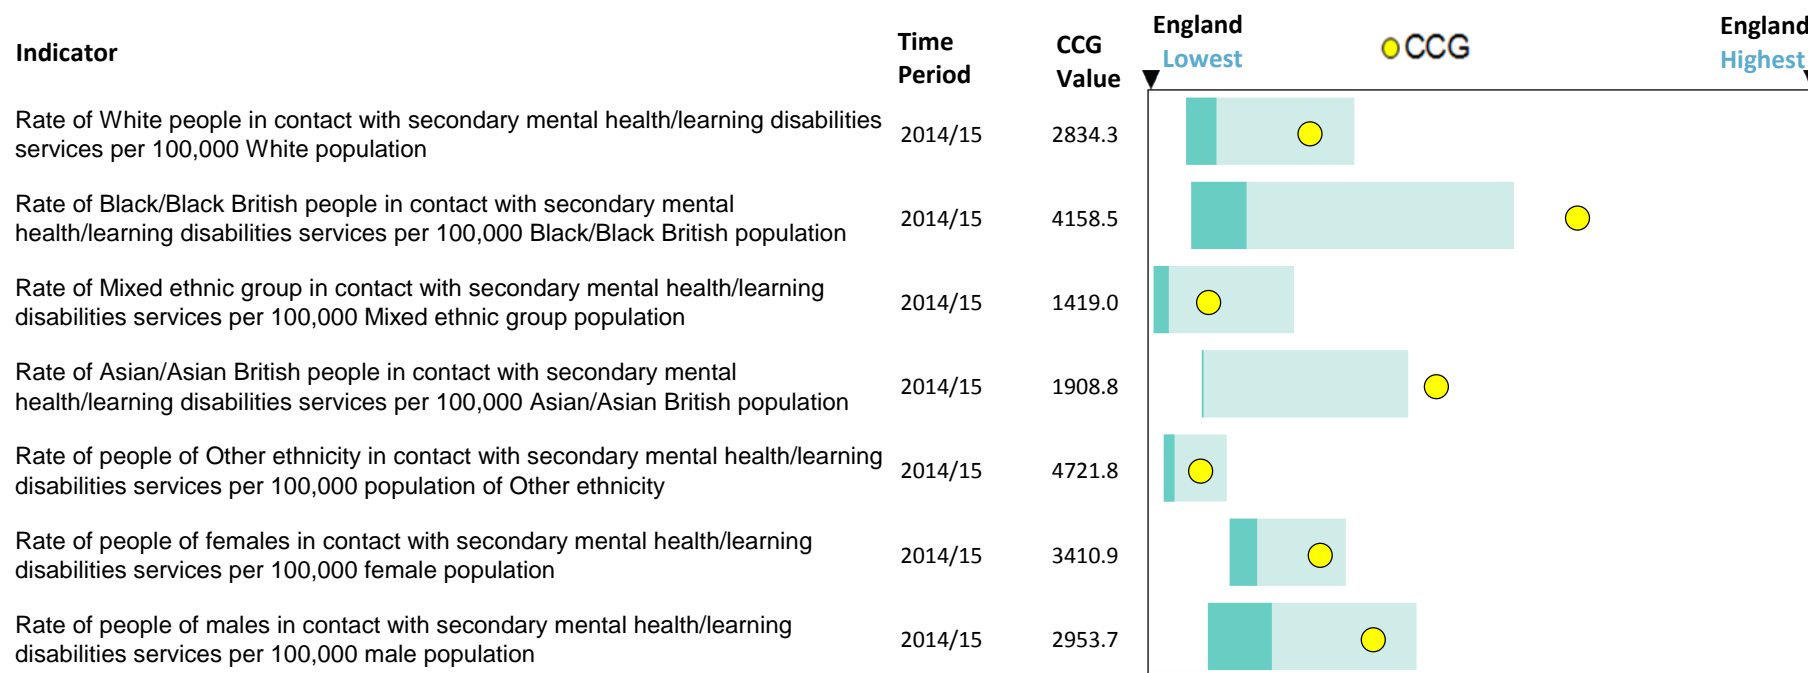 Indicator
Time
Period
CCG
Value
England
Lowest
CCG
England
Highest
Rate of White people in contact with secondary mental health/learning disabilities
services per 100,000 White population
2014/15
2834.3
Rate of Black/Black British people in contact with secondary mental
health/learning disabilities services per 100,000 Black/Black British population
2014/15
4158.5
Rate of Mixed ethnic group in contact with secondary mental health/learning
disabilities services per 100,000 Mixed ethnic group population
2014/15
1419.0
Rate of Asian/Asian British people in contact with secondary mental
health/learning disabilities services per 100,000 Asian/Asian British population
2014/15
1908.8
Rate of people of Other ethnicity in contact with secondary mental health/learning
disabilities services per 100,000 population of Other ethnicity
2014/15
4721.8
Rate of people of females in contact with secondary mental health/learning
disabilities services per 100,000 female population
2014/15
3410.9
Rate of people of males in contact with secondary mental health/learning
disabilities services per 100,000 male population
2014/15
2953.7